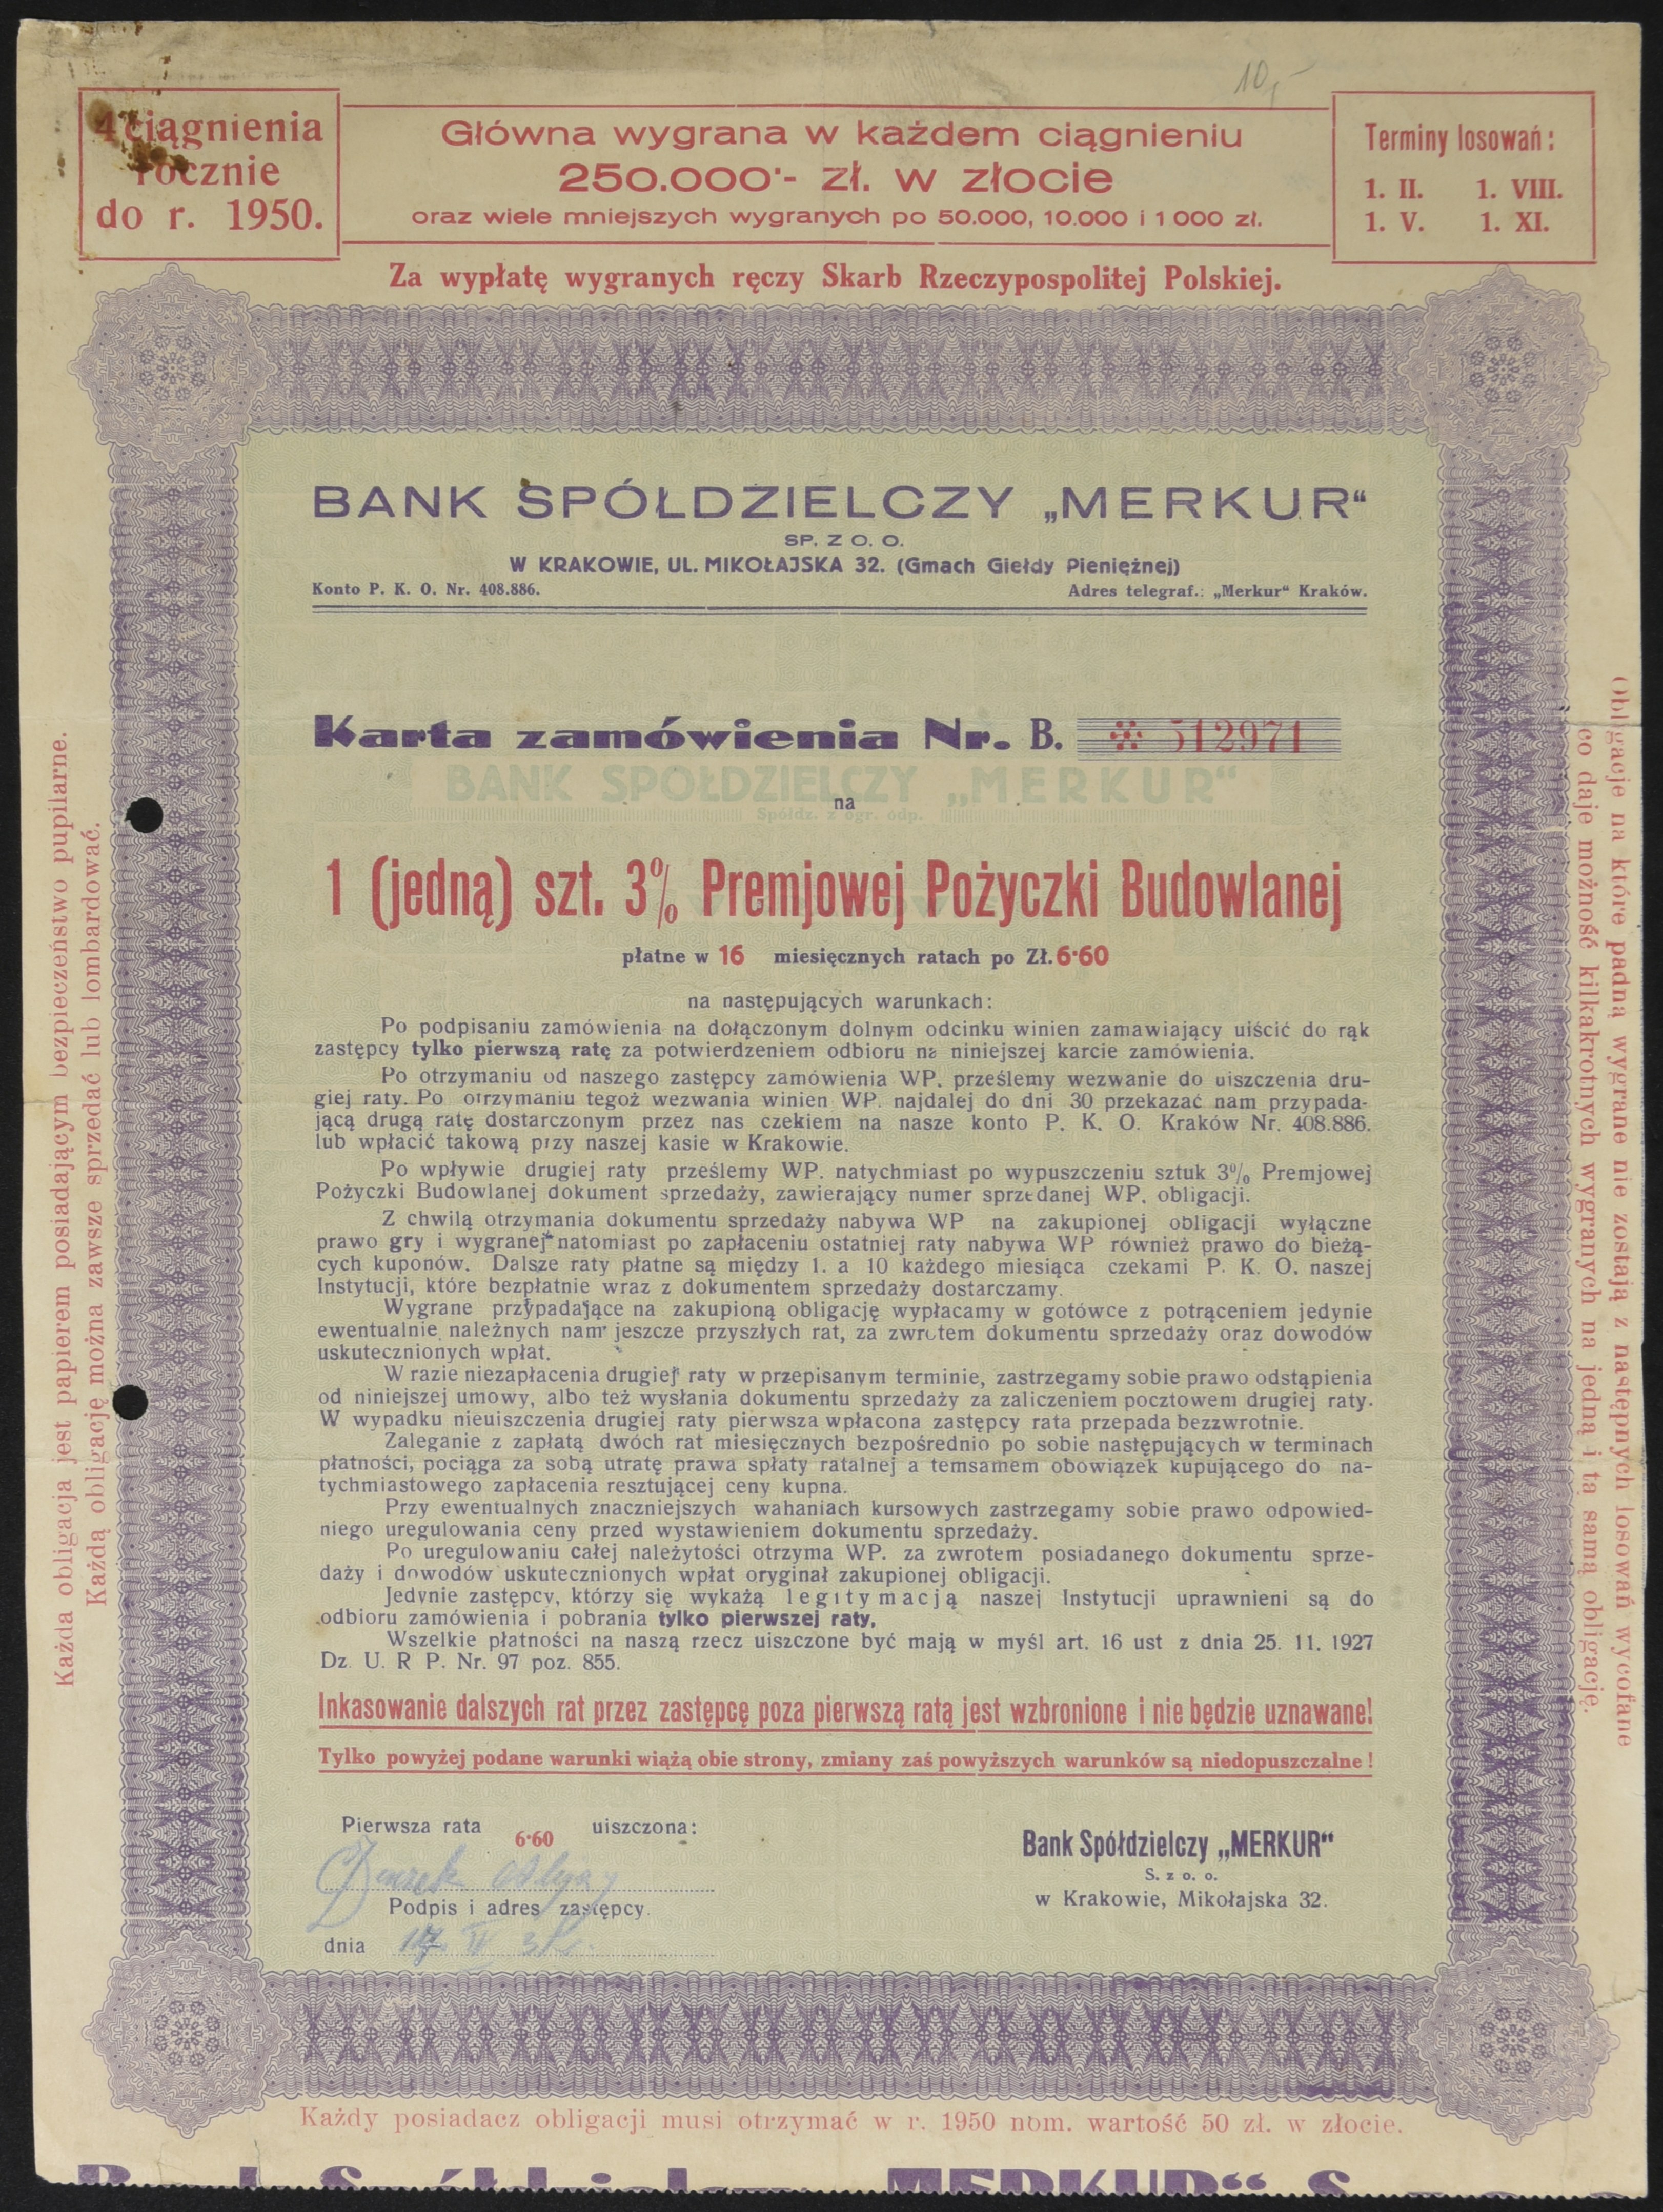 10,-
4 ciągnienia
rocznie
do r. 1950.
Główna wygrana w każdem ciągnieniu
250.000·- zł. w złocie
oraz wiele mniejszych wygranych po 50.000, 10.000 i 1000 zł.
Terminy losowań:
1. II. 1. VIII.
1. V. 1. XI.
Za wypłatę wygranych ręczy Skarb Rzeczypospolitej Polskiej.
BANK SPÓŁDZIELCZY „MERKUR“
SP. Z O. O.
W KRAKOWIE, UL. MIKOŁAJSKA 32. (Gmach Giełdy Pieniężnej)
Konto P. K. O. Nr. 408.886. Adres telegraf.: „Merkur“ Kraków.
Karta zamówienia Nr. B. 512971
BANK SPÓŁDZIELCZY „MERKUR“
na
Spółdz. z ogr. odp.
1 (jedną) szt. 3% Premjowej Pożyczki Budowlanej
płatne w 16 miesięcznych ratach po Zł. 6·60
na następujących warunkach:
Po podpisaniu zamówienia na dołączonym dolnym odcinku winien zamawiający uiścić do rąk
zastępcy tylko pierwszą ratę za potwierdzeniem odbioru na niniejszej karcie zamówienia.
Po otrzymaniu od naszego zastępcy zamówienia WP. prześlemy wezwanie do uiszczenia dru-
giej raty. Po otrzymaniu tegoż wezwania winien WP. najdalej do dni 30 przekazać nam przypada-
jącą drugą ratę dostarczonym przez nas czekiem na nasze konto P. K. O. Kraków Nr. 408.886.
lub wpłacić takową przy naszej kasie w Krakowie.
Po wpływie drugiej raty prześlemy WP. natychmiast po wypuszczeniu sztuk 3% Premjowej
Pożyczki Budowlanej dokument sprzedaży, zawierający numer sprzedanej WP. obligacji.
Z chwilą otrzymania dokumentu sprzedaży nabywa WP na zakupionej obligacji wyłączne
prawo gry i wygranej natomiast po zapłaceniu ostatniej raty nabywa WP również prawo do bieżą-
cych kuponów. Dalsze raty płatne są między 1. a 10 każdego miesiąca czekami P. K. O. naszej
Instytucji, które bezpłatnie wraz z dokumentem sprzedaży dostarczamy.
Wygrane przypadające na zakupioną obligację wypłacamy w gotówce z potrąceniem jedynie
ewentualnie należnych nam jeszcze przyszłych rat, za zwrotem dokumentu sprzedaży oraz dowodów
uskutecznionych wpłat.
W razie niezapłacenia drugiej raty w przepisanym terminie, zastrzegamy sobie prawo odstąpienia
od niniejszej umowy, albo też wysłania dokumentu sprzedaży za zaliczeniem pocztowem drugiej raty.
W wypadku nieuiszczenia drugiej raty pierwsza wpłacona zastępcy rata przepada bezzwrotnie.
Zaleganie z zapłatą dwóch rat miesięcznych bezpośrednio po sobie następujących w terminach
płatności, pociąga za sobą utratę prawa spłaty ratalnej a temsamem obowiązek kupującego do na-
tychmiastowego zapłacenia resztującej ceny kupna.
Przy ewentualnych znaczniejszych wahaniach kursowych zastrzegamy sobie prawo odpowied-
niego uregulowania ceny przed wystawieniem dokumentu sprzedaży.
Po uregulowaniu całej należytości otrzyma WP. za zwrotem posiadanego dokumentu sprze-
daży i dowodów uskutecznionych wpłat oryginał zakupionej obligacji.
Jedynie zastępcy, którzy się wykażą legitymacją naszej Instytucji uprawnieni są do
odbioru zamówienia i pobrania tylko pierwszej raty,
Wszelkie płatności na naszą rzecz uiszczone być mają w myśl art. 16 ust z dnia 25. 11. 1927
Dz. U. R P. Nr. 97 poz. 855.
Inkasowanie dalszych rat przez zastępcę poza pierwszą ratą jest wzbronione i nie będzie uznawane!
Tylko powyżej podane warunki wiążą obie strony, zmiany zaś powyższych warunków są niedopuszczalne!
Pierwsza rata 6·60 uiszczona:
Podpis i adres zastępcy.
dnia
Bank Spółdzielczy „MERKUR“
S. z o. o.
w Krakowie, Mikołajska 32.
Każdy posiadacz obligacji musi otrzymać w r. 1950 nom. wartość 50 zł. w złocie.
Każda obligacja jest papierem posiadającym bezpieczeństwo pupilarne.
Każdą obligację można zawsze sprzedać lub lombardować.
Obligacje na które padną wygrane nie zostają z następnych losowań wycofane
co daje możność kilkakrotnych wygranych na jedną i tą samą obligację.
Bank Spółdzielczy „MERKUR“ S.